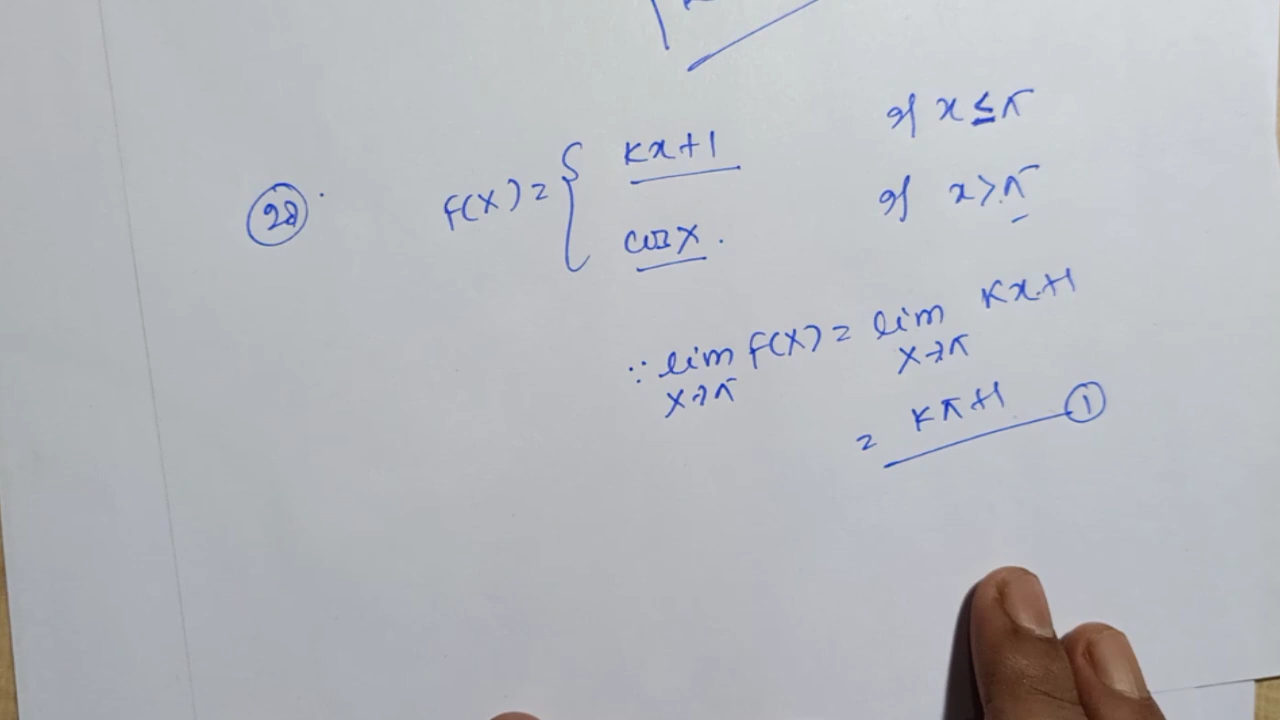 28. f(x) = { kx+1 if x ≤ π
cos x. if x > π
∵ lim f(x) = lim kx+1
x→π x→π
= kπ+1 ①